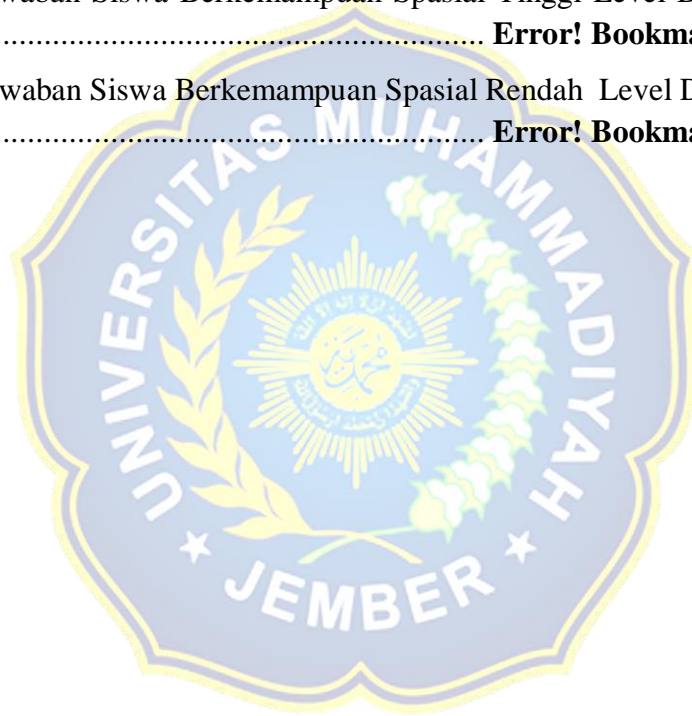 waban Siswa Berkemampuan Spasial Tinggi Level D
........................................................... Error! Bookma
waban Siswa Berkemampuan Spasial Rendah Level D
........................................................... Error! Bookma
UNIVERSITAS MUHAMMADIYAH
★ JEMBER ★